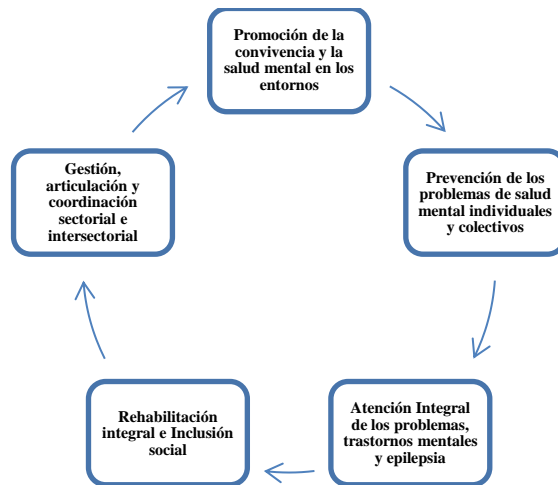 Promoción de la
convivencia y la
salud mental en los
entornos
Prevención de los
problemas de salud
mental individuales
y colectivos
Atención Integral
de los problemas,
trastornos mentales
y epilepsia
Rehabilitación
integral e Inclusión
social
Gestión,
articulación y
coordinación
sectorial e
intersectorial